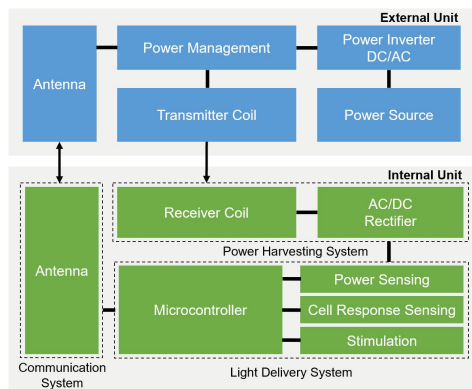 External Unit
Antenna
Power Management
Power Inverter
DC/AC
Transmitter Coil
Power Source
Internal Unit
Antenna
Receiver Coil
AC/DC
Rectifier
Power Harvesting System
Microcontroller
Power Sensing
Cell Response Sensing
Stimulation
Communication
System
Light Delivery System